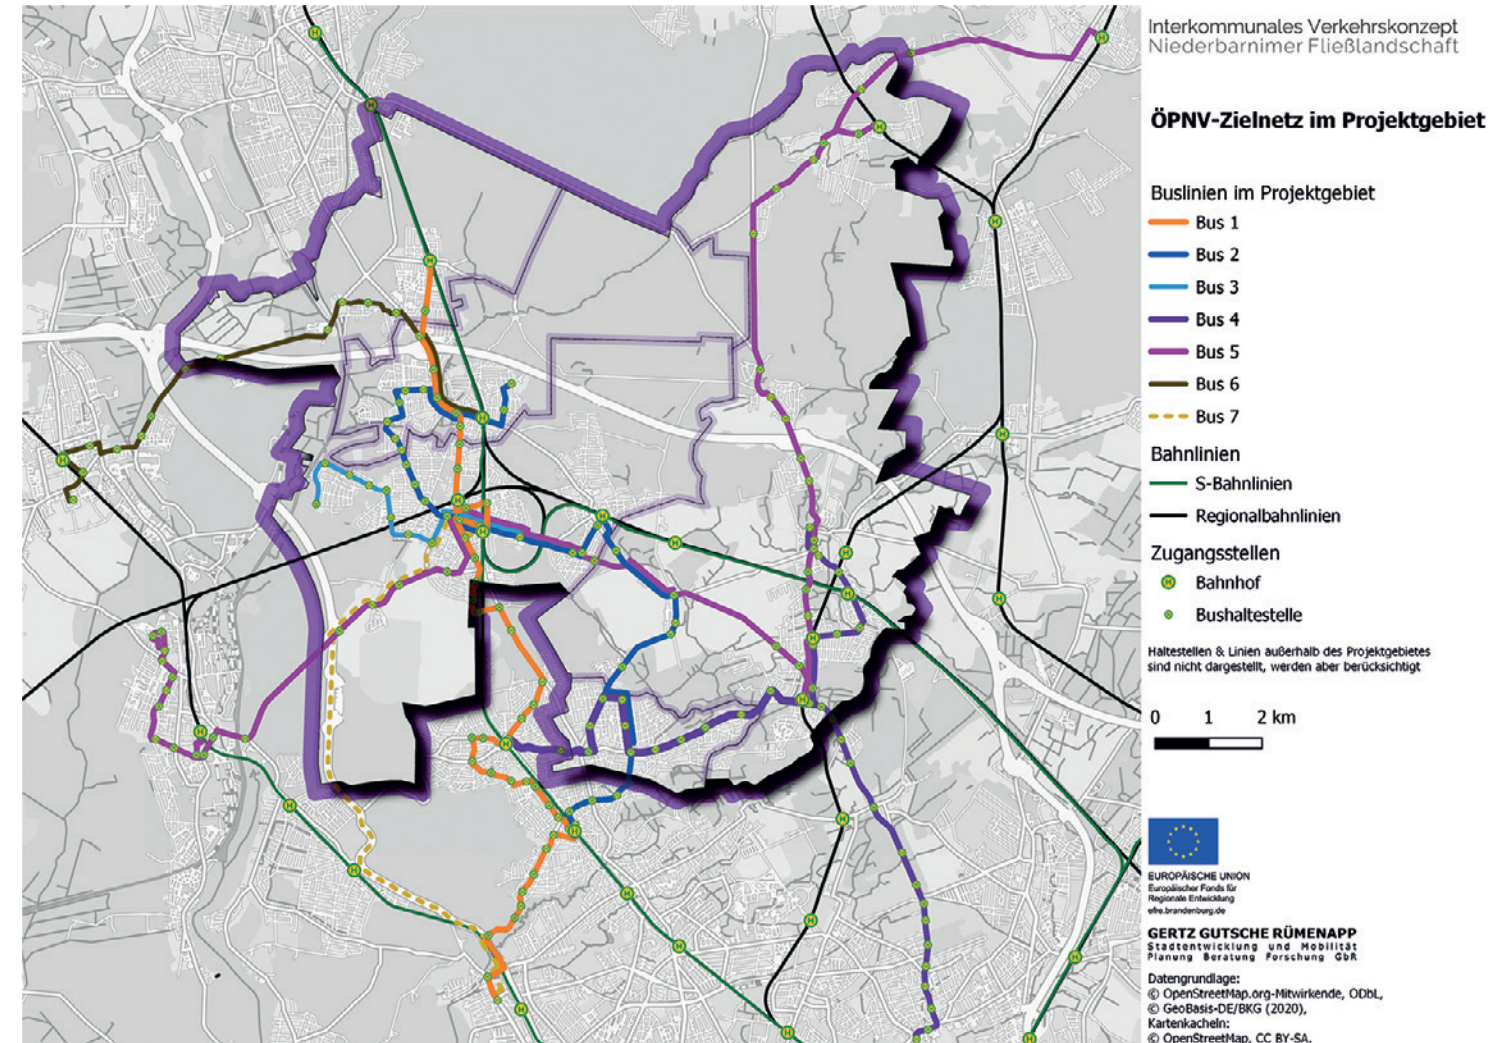 Interkommunales Verkehrskonzept
Niederbarnimer Fließlandschaft
ÖPNV-Zielnetz im Projektgebiet
Buslinien im Projektgebiet
Bus 1
Bus 2
Bus 3
Bus 4
Bus 5
Bus 6
Bus 7
Bahnlinien
S-Bahnlinien
Regionalbahnlinien
Zugangsstellen
H Bahnhof
Bushaltestelle
Haltestellen & Linien außerhalb des Projektgebietes
sind nicht dargestellt, werden aber berücksichtigt
0 1 2 km
EUROPÄISCHE UNION
Europäischer Fonds für
Regionale Entwicklung
efre.brandenburg.de
GERTZ GUTSCHE RÜMENAPP
Stadtentwicklung und Mobilität
Planung Beratung Forschung GbR
Datengrundlage:
© OpenStreetMap.org-Mitwirkende, ODbL,
© GeoBasis-DE/BKG (2020),
Kartenkacheln:
© OpenStreetMap, CC BY-SA.